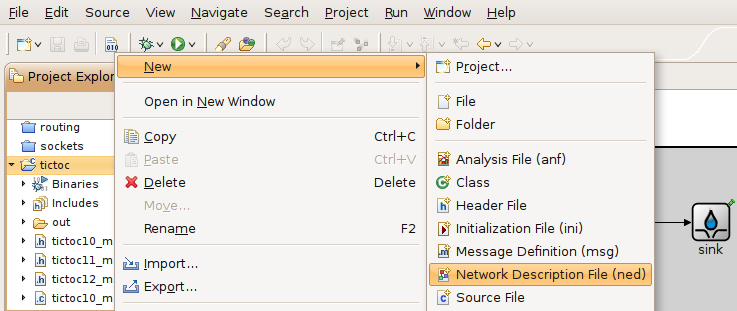 File Edit Source View Navigate Search Project Run Window Help
010
Project Explor
routing
sockets
tictoc
Binaries
Includes
out
tictoc10_m
tictoc11_m
tictoc12_m
tictoc10_m
New
Open in New Window
Copy Ctrl+C
Paste Ctrl+V
Delete Delete
Move...
Rename F2
Import...
Export...
Project...
File
Folder
Analysis File (anf)
Class
Header File
Initialization File (ini)
Message Definition (msg)
Network Description File (ned)
Source File
sink